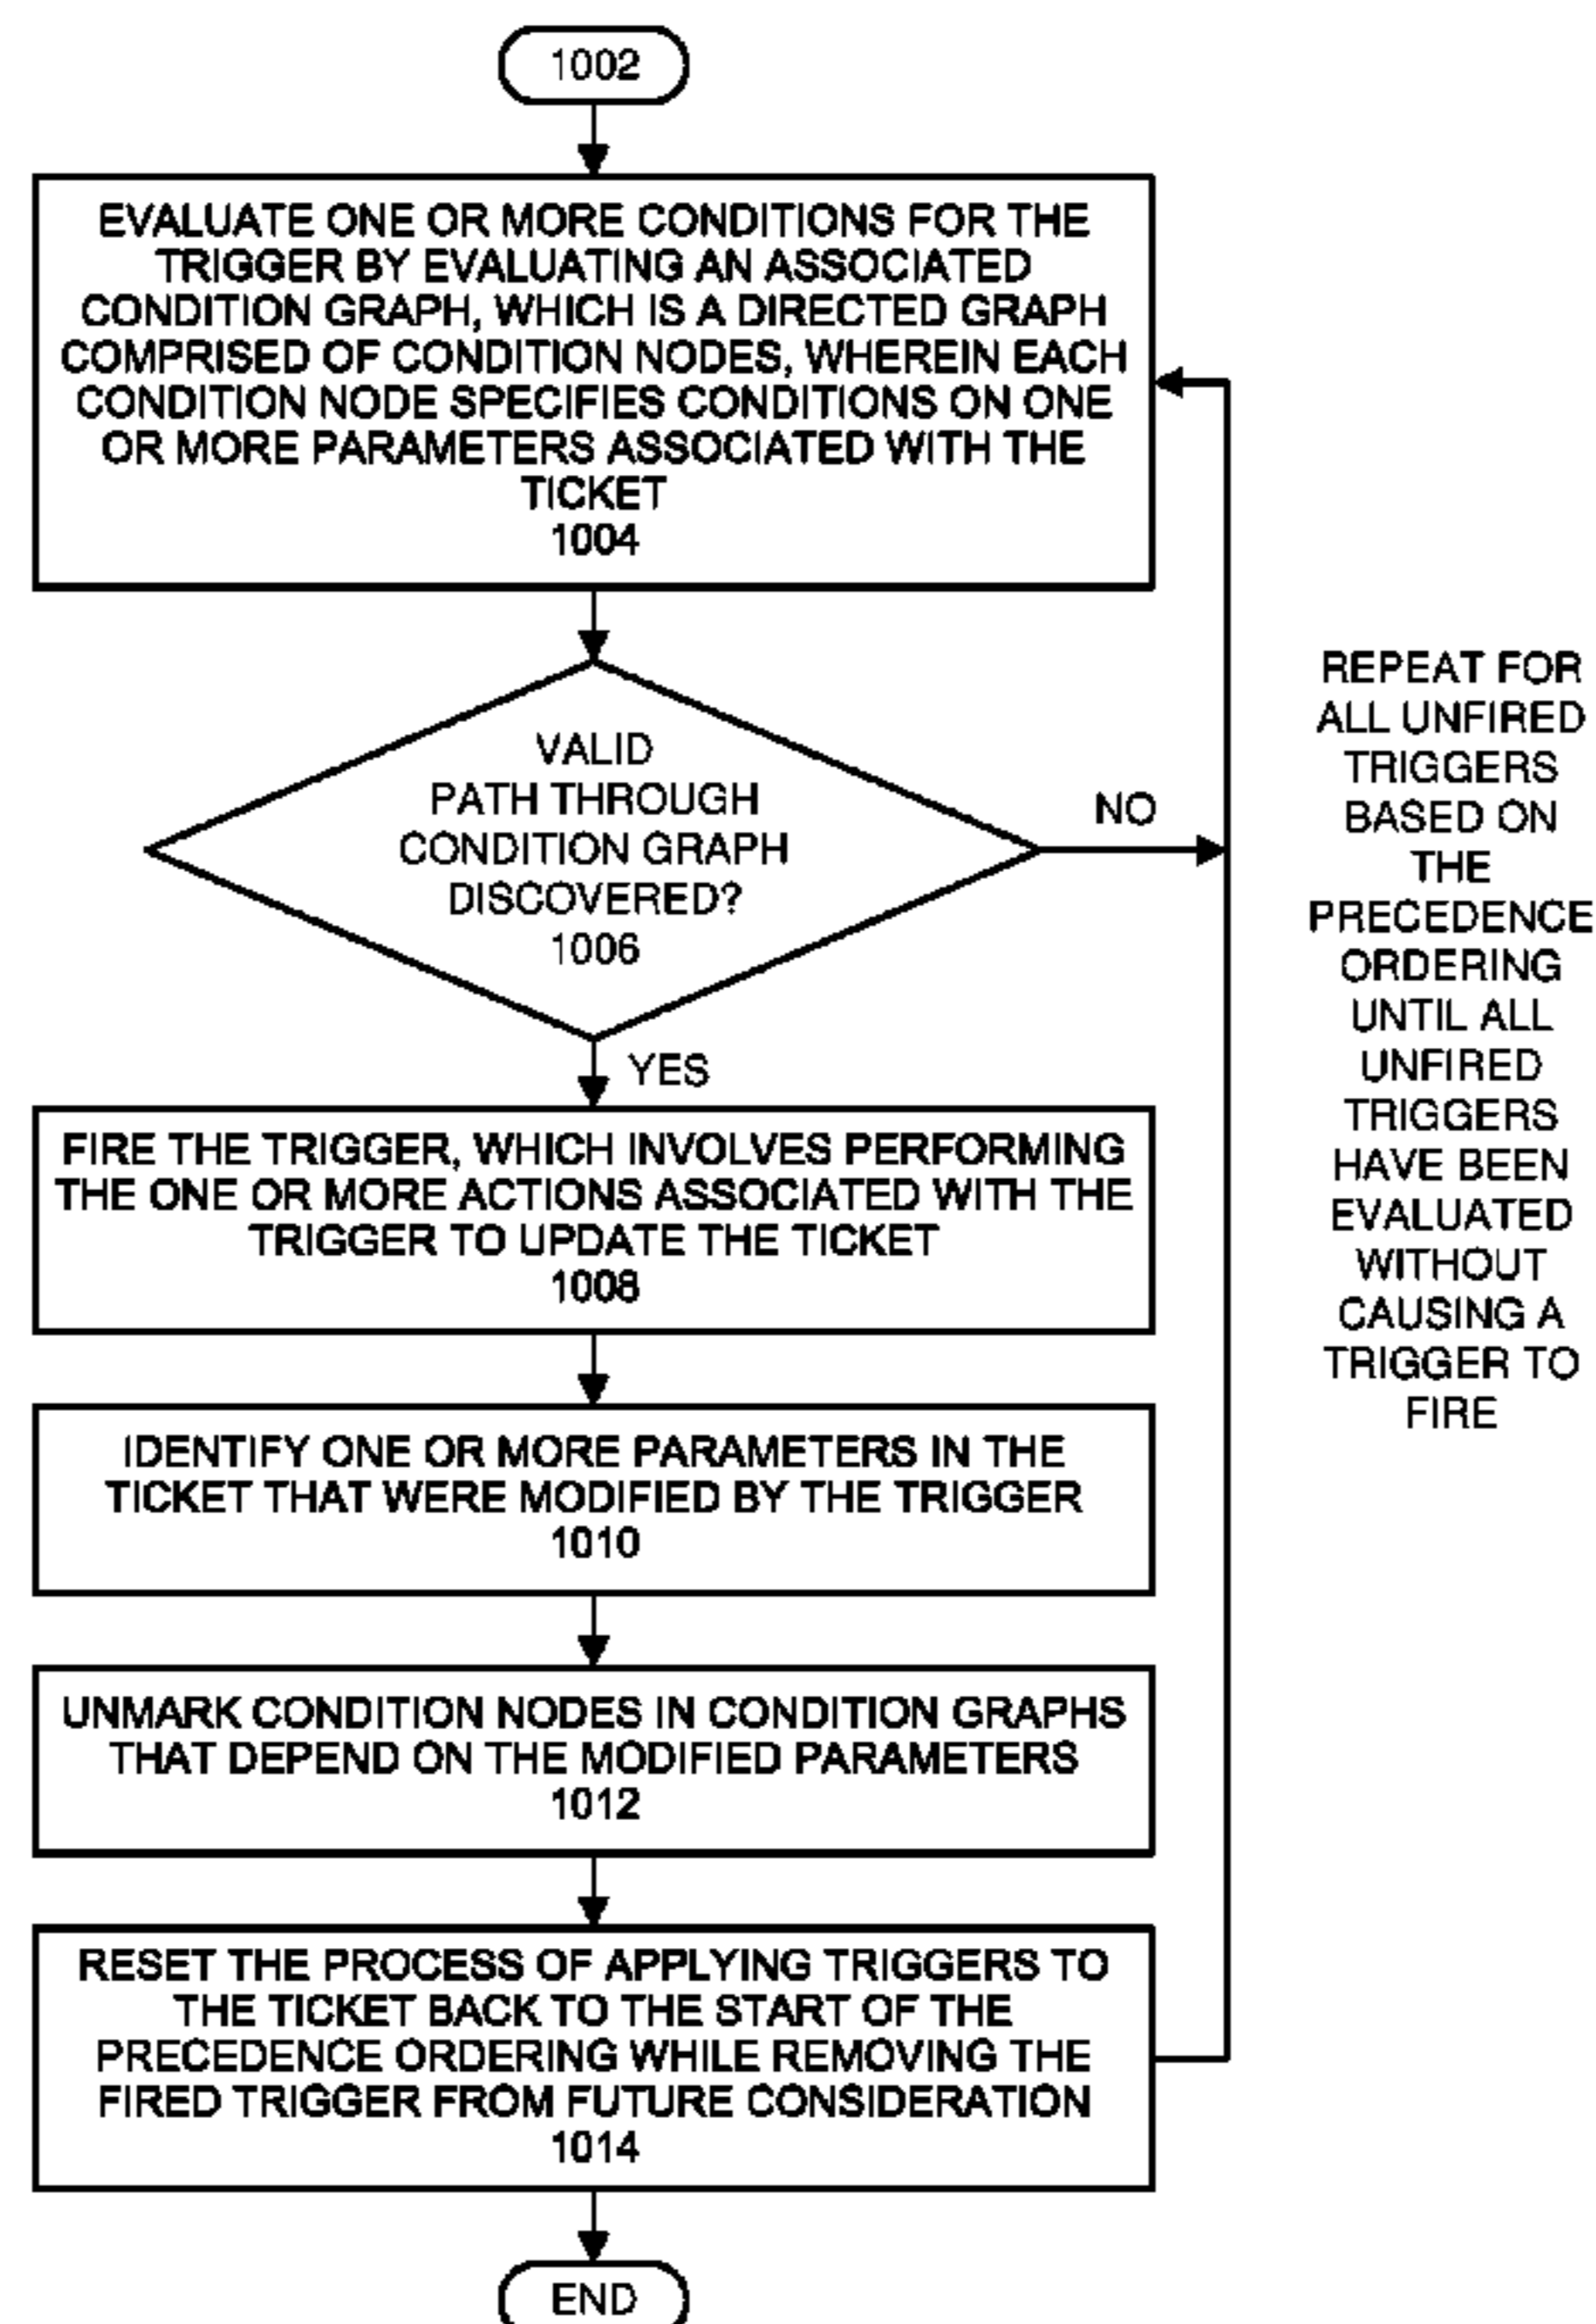 1002
EVALUATE ONE OR MORE CONDITIONS FOR THE
TRIGGER BY EVALUATING AN ASSOCIATED
CONDITION GRAPH, WHICH IS A DIRECTED GRAPH
COMPRISED OF CONDITION NODES, WHEREIN EACH
CONDITION NODE SPECIFIES CONDITIONS ON ONE
OR MORE PARAMETERS ASSOCIATED WITH THE
TICKET
1004
VALID
PATH THROUGH
CONDITION GRAPH
DISCOVERED?
1006
NO
YES
FIRE THE TRIGGER, WHICH INVOLVES PERFORMING
THE ONE OR MORE ACTIONS ASSOCIATED WITH THE
TRIGGER TO UPDATE THE TICKET
1008
IDENTIFY ONE OR MORE PARAMETERS IN THE
TICKET THAT WERE MODIFIED BY THE TRIGGER
1010
UNMARK CONDITION NODES IN CONDITION GRAPHS
THAT DEPEND ON THE MODIFIED PARAMETERS
1012
RESET THE PROCESS OF APPLYING TRIGGERS TO
THE TICKET BACK TO THE START OF THE
PRECEDENCE ORDERING WHILE REMOVING THE
FIRED TRIGGER FROM FUTURE CONSIDERATION
1014
END
REPEAT FOR
ALL UNFIRED
TRIGGERS
BASED ON
THE
PRECEDENCE
ORDERING
UNTIL ALL
UNFIRED
TRIGGERS
HAVE BEEN
EVALUATED
WITHOUT
CAUSING A
TRIGGER TO
FIRE